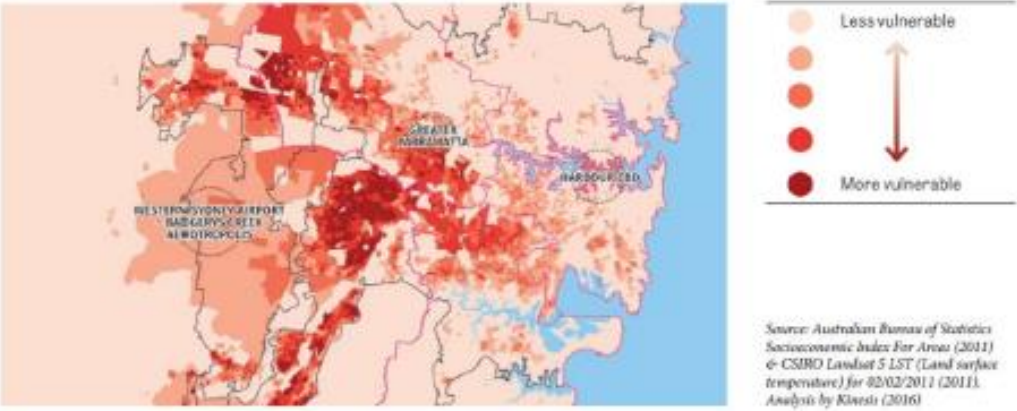 GREATER
PARRAMATTA
HARBOUR CBD
WESTERN SYDNEY AIRPORT
BADGERYS CREEK
AEROTROPOLIS
Less vulnerable
More vulnerable
Source: Australian Bureau of Statistics
Socioeconomic Index For Areas (2011)
& CSIRO Landsat 5 LST (Land surface
temperature) for 02/02/2011 (2011).
Analysis by Kinesis (2016)